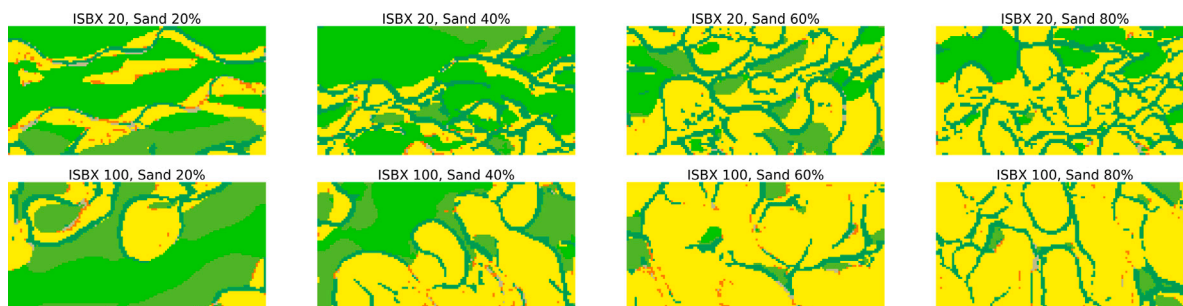 ISBX 20, Sand 20%
ISBX 20, Sand 40%
ISBX 20, Sand 60%
ISBX 20, Sand 80%
ISBX 100, Sand 20%
ISBX 100, Sand 40%
ISBX 100, Sand 60%
ISBX 100, Sand 80%